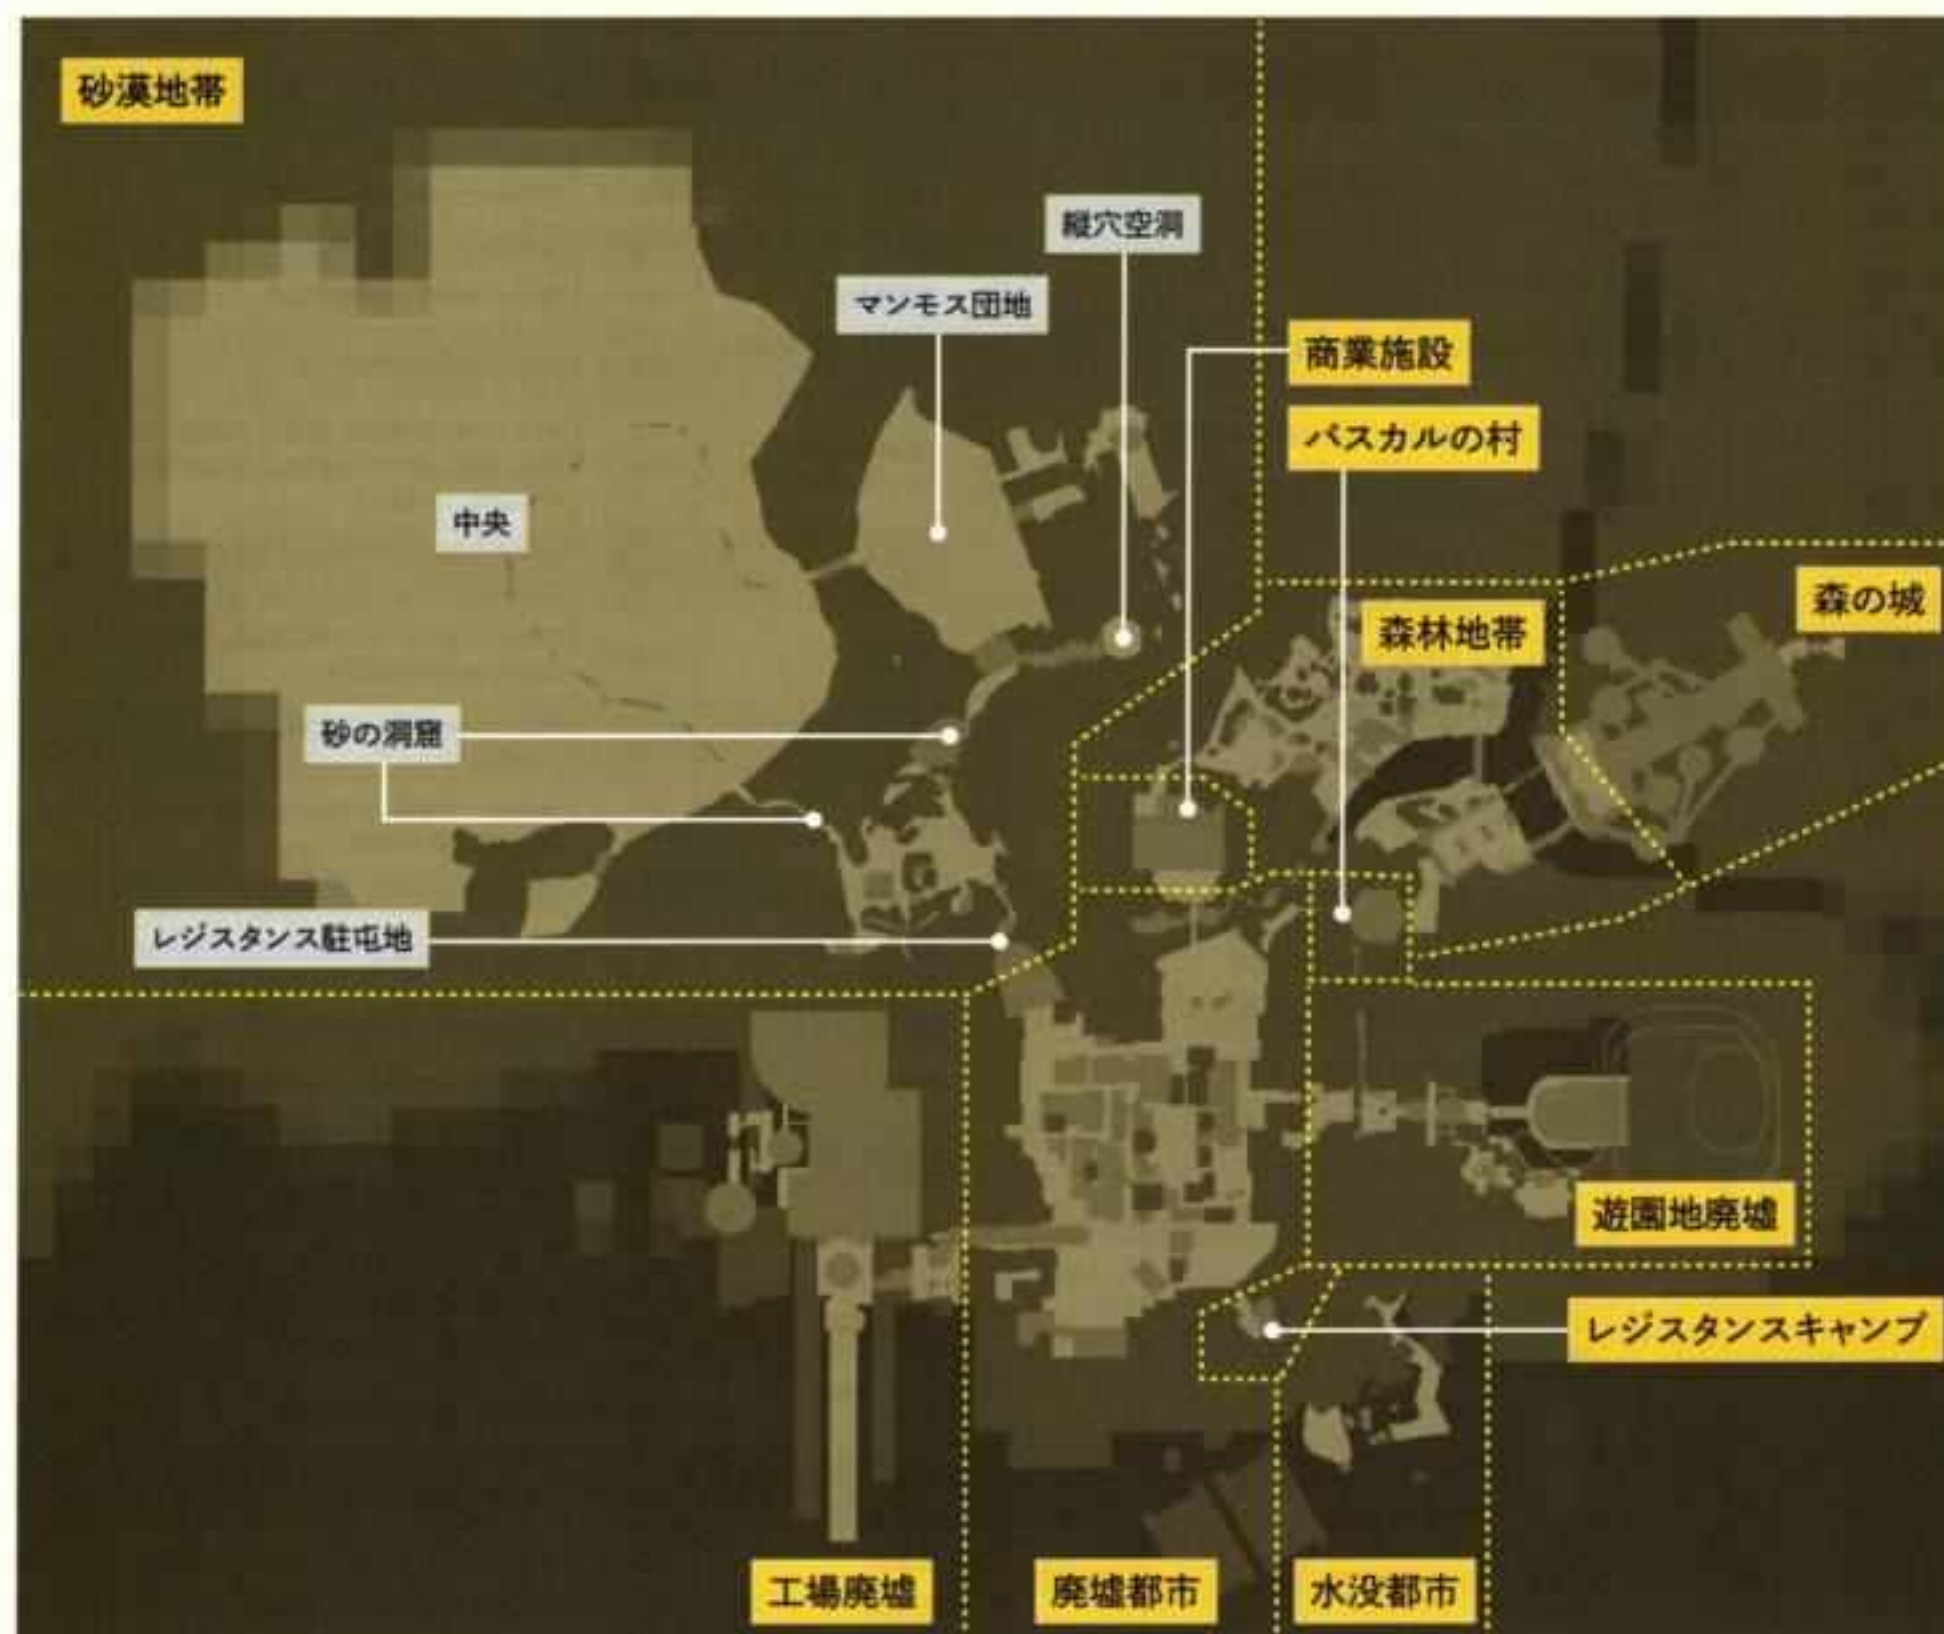 砂漠地帯
縦穴空洞
マンモス団地
商業施設
パスカルの村
中央
森の城
森林地帯
砂の洞窟
レジスタンス駐屯地
遊園地廃墟
レジスタンスキャンプ
工場廃墟
廃墟都市
水没都市